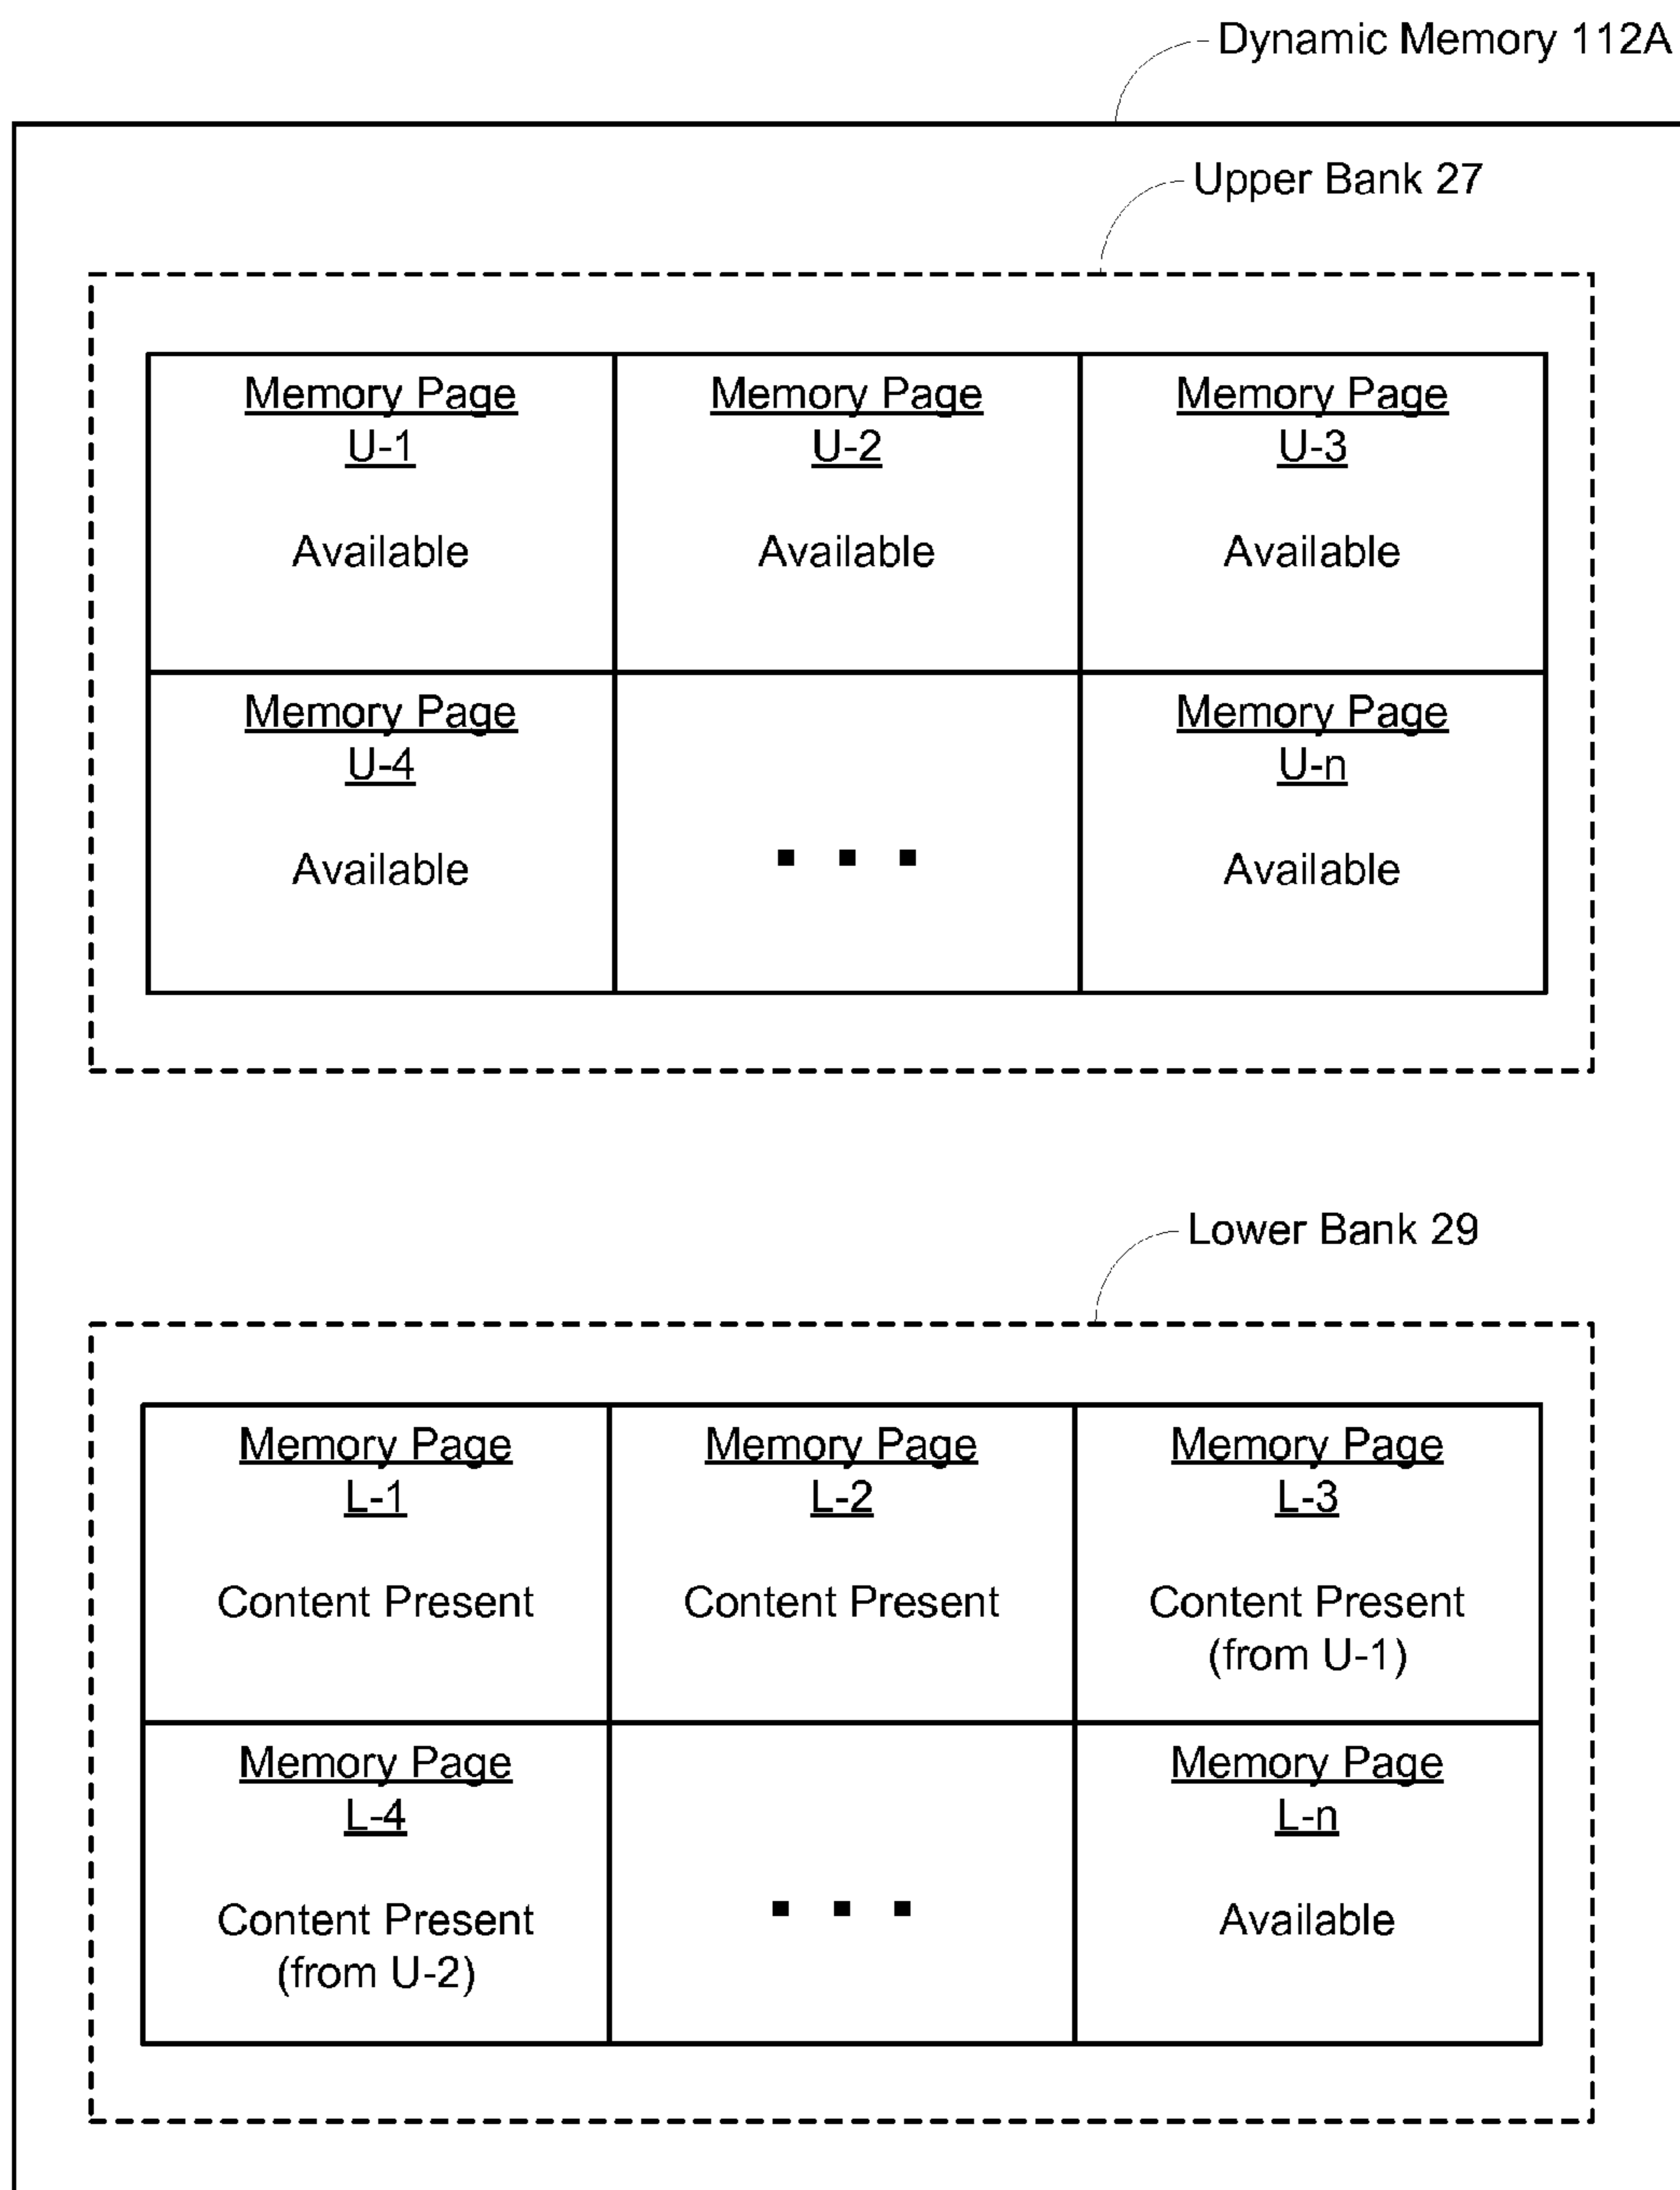 Dynamic Memory 112A
Upper Bank 27
Memory Page
U-1
Available
Memory Page
U-2
Available
Memory Page
U-3
Available
Memory Page
U-4
Available
. . .
Memory Page
U-n
Available
Lower Bank 29
Memory Page
L-1
Content Present
Memory Page
L-2
Content Present
Memory Page
L-3
Content Present
(from U-1)
Memory Page
L-4
Content Present
(from U-2)
. . .
Memory Page
L-n
Available